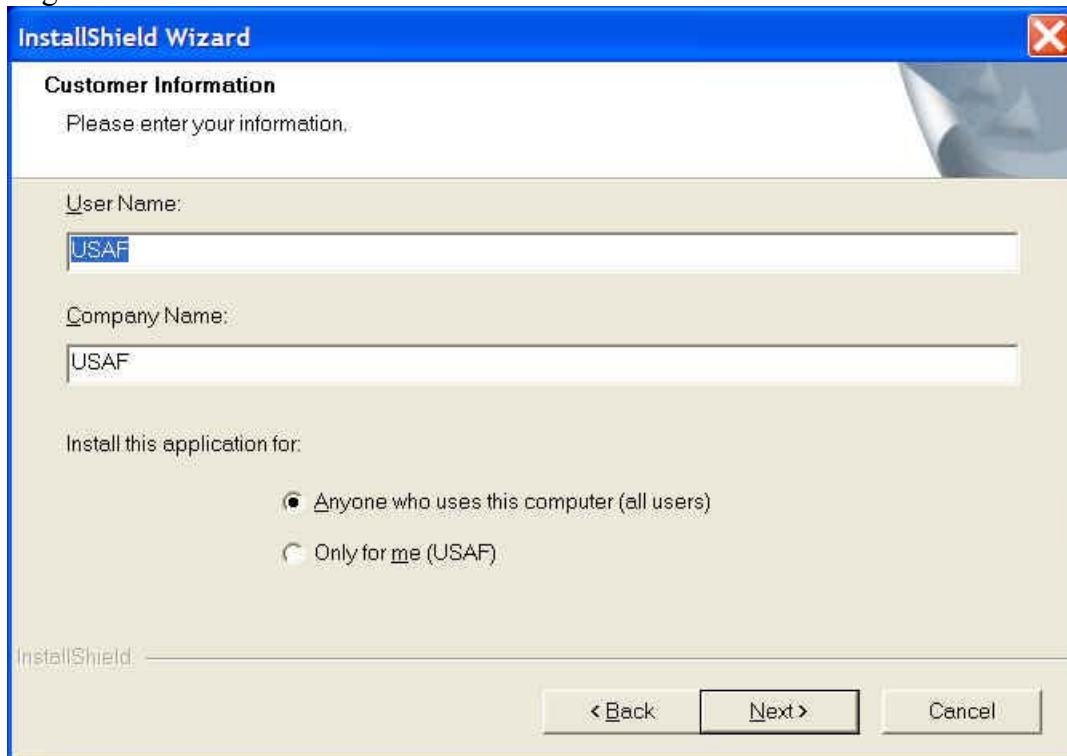 InstallShield Wizard
Customer Information
Please enter your information.
User Name:
USAF
Company Name:
USAF
Install this application for:
Anyone who uses this computer (all users)
Only for me (USAF)
InstallShield
< Back Next > Cancel